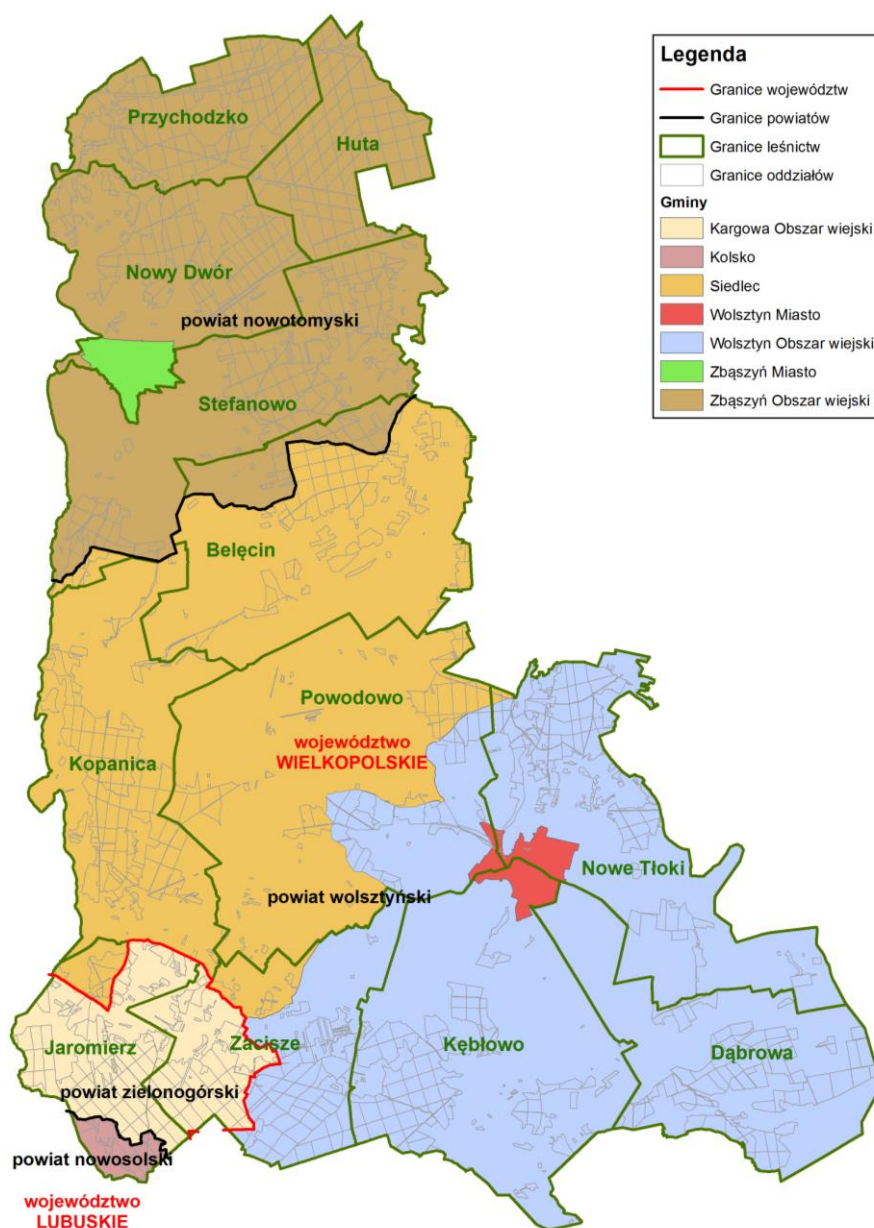 Legenda
Granice województw
Granice powiatów
Granice leśnictw
Granice oddziałów
Gminy
Kargowa Obszar wiejski
Kolsko
Siedlec
Wolsztyn Miasto
Wolsztyn Obszar wiejski
Zbąszyń Miasto
Zbąszyń Obszar wiejski
Przychodzko
Huta
Nowy Dwór
powiat nowotomyski
Stefanowo
Belęcin
Powodowo
województwo
WIELKOPOLSKIE
Kopanica
Nowe Tłoki
powiat wolsztyński
Jaromierz
Zacisze
Kębłowo
Dąbrowa
powiat zielonogórski
powiat nowosolski
województwo
LUBUSKIE